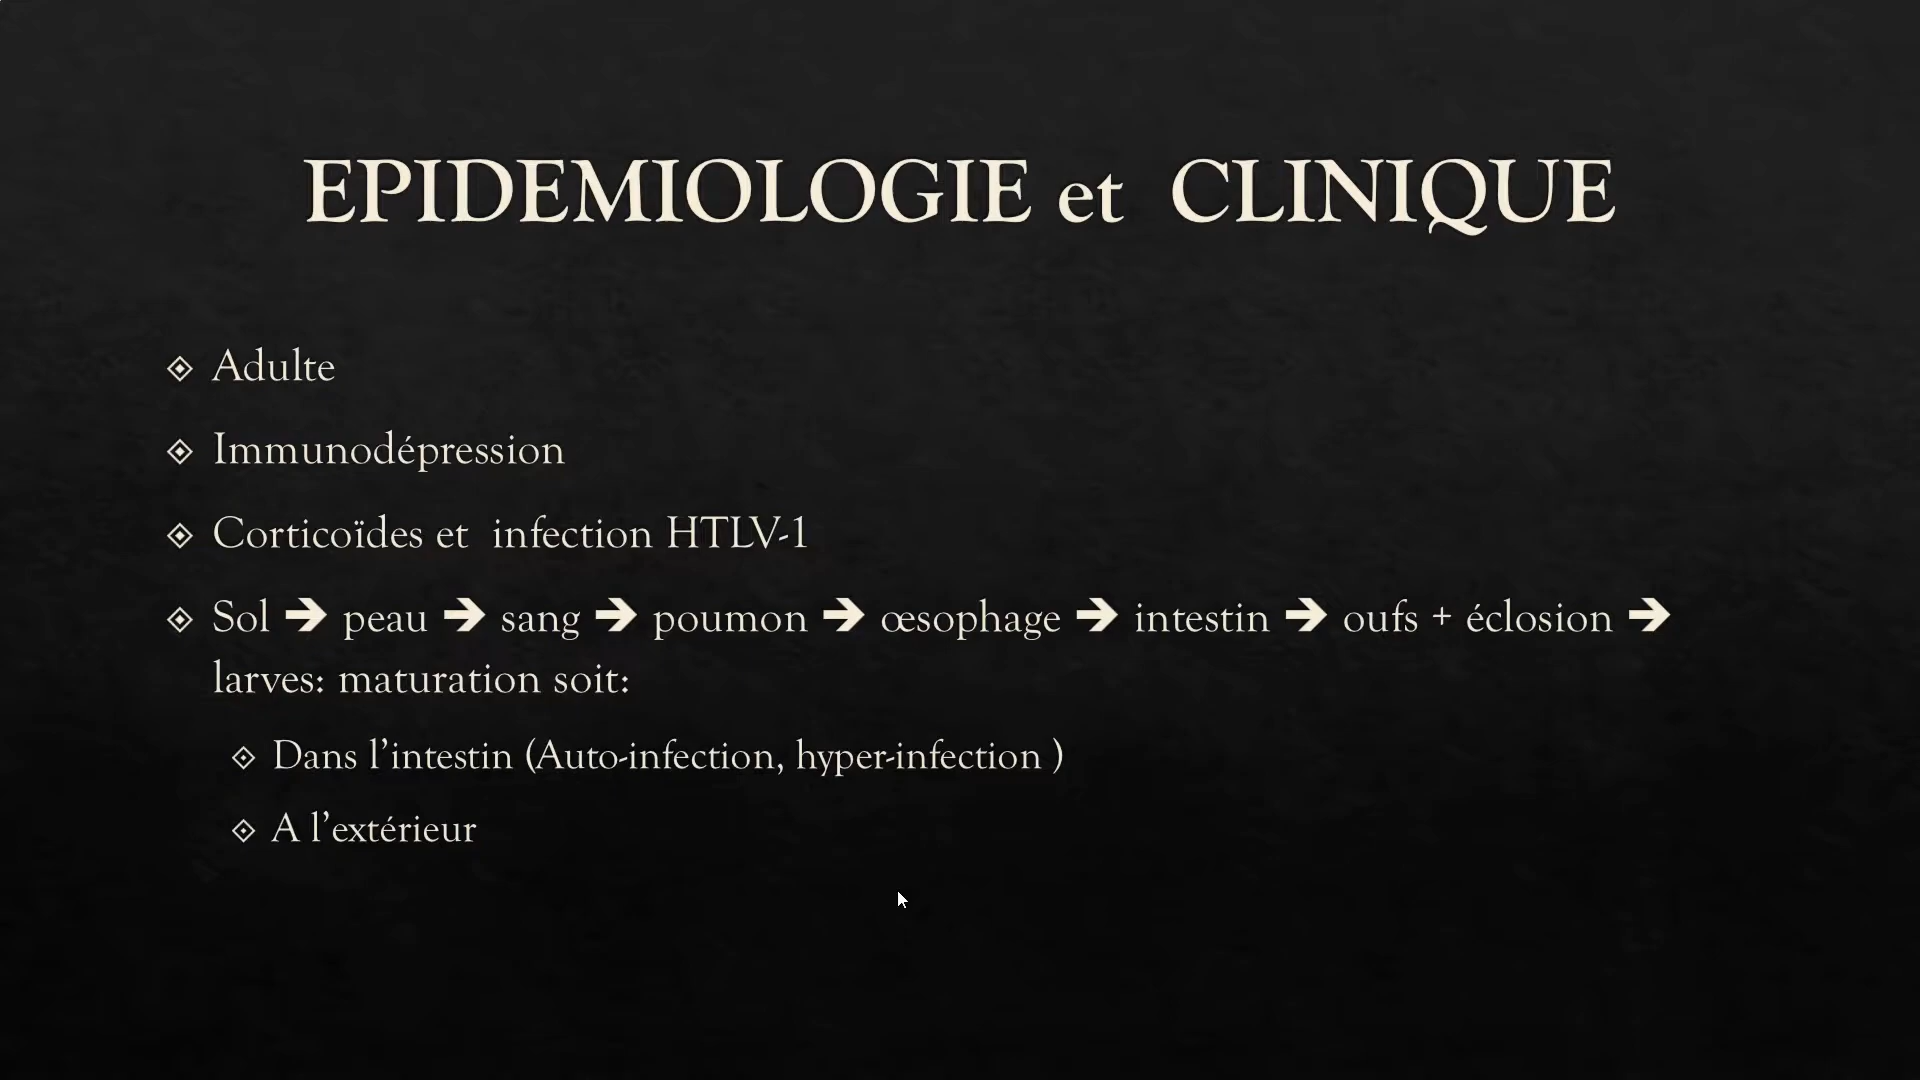 EPIDEMIOLOGIE et CLINIQUE
Adulte
Immunodépression
Corticoïdes et infection HTLV-1
Sol ➔ peau ➔ sang ➔ poumon ➔ œsophage ➔ intestin ➔ oufs + éclosion ➔
larves: maturation soit:
Dans l’intestin (Auto-infection, hyper-infection )
A l’extérieur